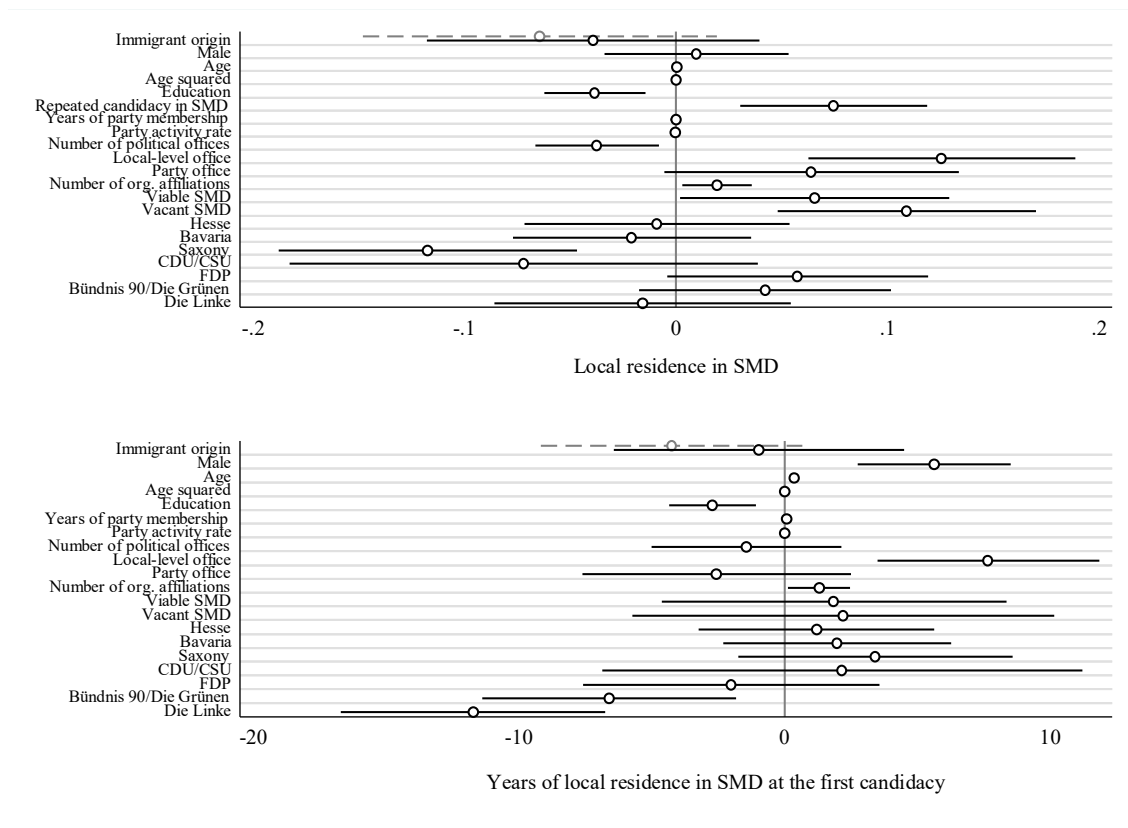 Immigrant origin
Male
Age
Age squared
Education
Repeated candidacy in SMD
Years of party membership
Party activity rate
Number of political offices
Local-level office
Party office
Number of org. affiliations
Viable SMD
Vacant SMD
Hesse
Bavaria
Saxony
CDU/CSU
FDP
Bündnis 90/Die Grünen
Die Linke
-.2 -.1 0 .1 .2
Local residence in SMD
Immigrant origin
Male
Age
Age squared
Education
Years of party membership
Party activity rate
Number of political offices
Local-level office
Party office
Number of org. affiliations
Viable SMD
Vacant SMD
Hesse
Bavaria
Saxony
CDU/CSU
FDP
Bündnis 90/Die Grünen
Die Linke
-20 -10 0 10
Years of local residence in SMD at the first candidacy